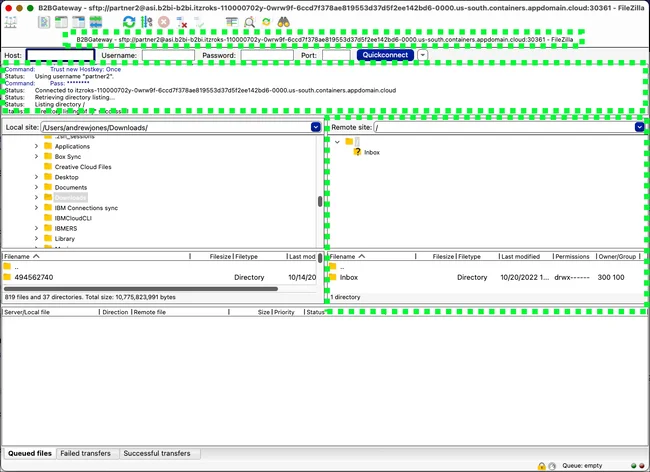 B2BGateway - sftp://partner2@asi.b2bi-b2bi.itzroks-110000702y-0wrw9f-6ccd7f378ae819553d37d5f2ee142bd6-0000.us-south.containers.appdomain.cloud:30361 - FileZilla
B2BGateway - sftp://partner2@asi.b2bi-b2bi.itzroks-110000702y-0wrw9f-6ccd7f378ae819553d37d5f2ee142bd6-0000.us-south.containers.appdomain.cloud:30361 - FileZilla
Host: Username: Password: Port: Quickconnect
Command: Trust new Hostkey: Once
Status: Using username "partner2".
Command: Pass: ********
Status: Connected to itzroks-110000702y-0wrw9f-6ccd7f378ae819553d37d5f2ee142bd6-0000.us-south.containers.appdomain.cloud
Status: Retrieving directory listing...
Status: Listing directory /
Local site: /Users/andrewjones/Downloads/
Remote site: /
.zsh_sessions
Applications
Box Sync
Creative Cloud Files
Desktop
Documents
Downloads
IBM Connections sync
IBMCloudCLI
IBMERS
Library
/
Inbox
Filename Filesize Filetype Last mod
..
494562740 Directory 10/14/20
819 files and 37 directories. Total size: 10,775,823,991 bytes
Filename Filesize Filetype Last modified Permissions Owner/Group
..
Inbox Directory 10/20/2022 1... drwx------ 300 100
1 directory
Server/Local file Direction Remote file Size Priority Status
Queued files Failed transfers Successful transfers
Queue: empty